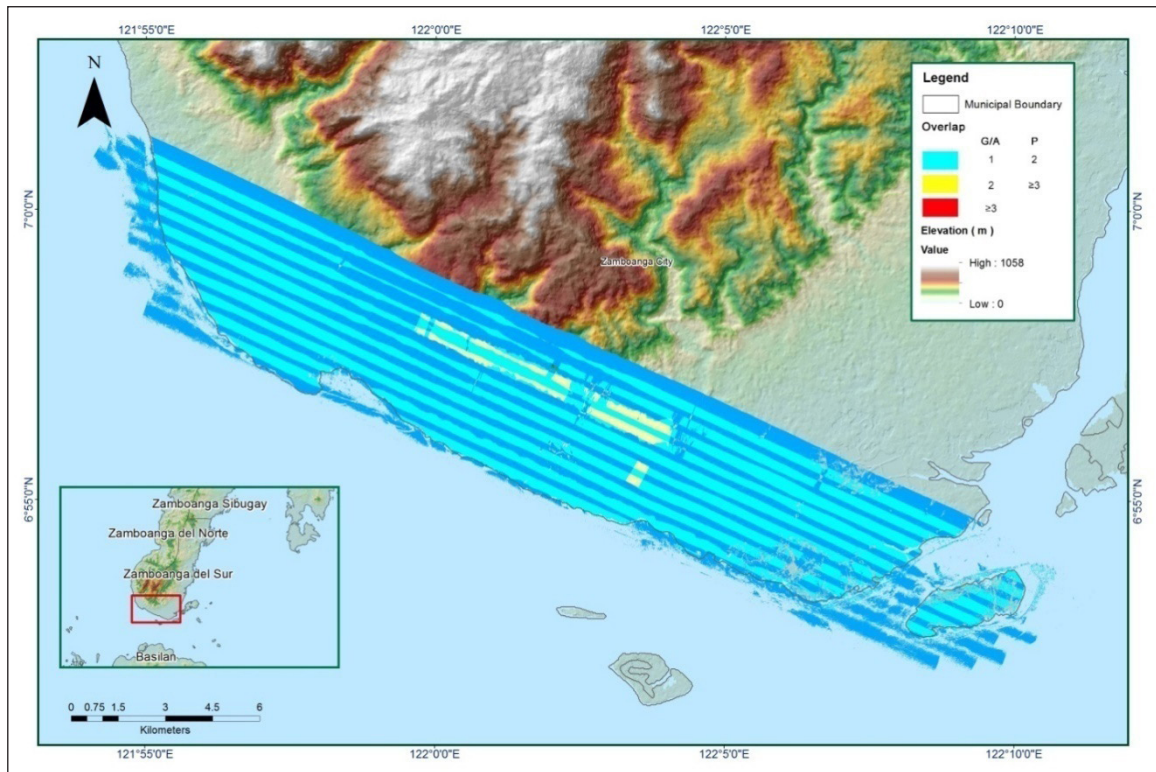 121°55'0"E 122°0'0"E 122°5'0"E 122°10'0"E
N
Legend
Municipal Boundary
Overlap
G/A P
1 2
2 ≥3
≥3
Elevation ( m )
Value
High : 1058
Low : 0
7°0'0"N 7°0'0"N
Zamboanga City
6°55'0"N 6°55'0"N
Zamboanga Sibugay
Zamboanga del Norte
Zamboanga del Sur
Basilan
0 0.75 1.5 3 4.5 6
Kilometers
121°55'0"E 122°0'0"E 122°5'0"E 122°10'0"E